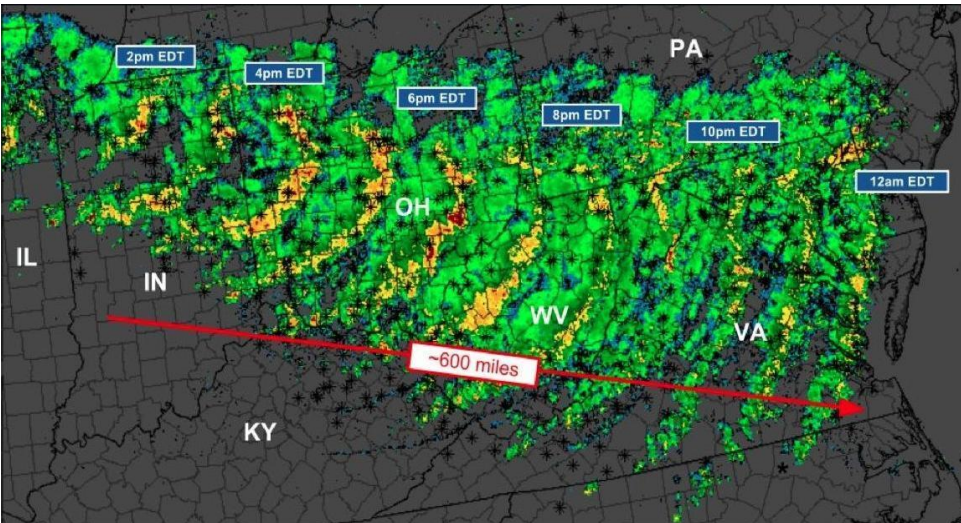 PA
2pm EDT
4pm EDT
6pm EDT
8pm EDT
10pm EDT
12am EDT
OH
IL
IN
WV
VA
~600 miles
KY